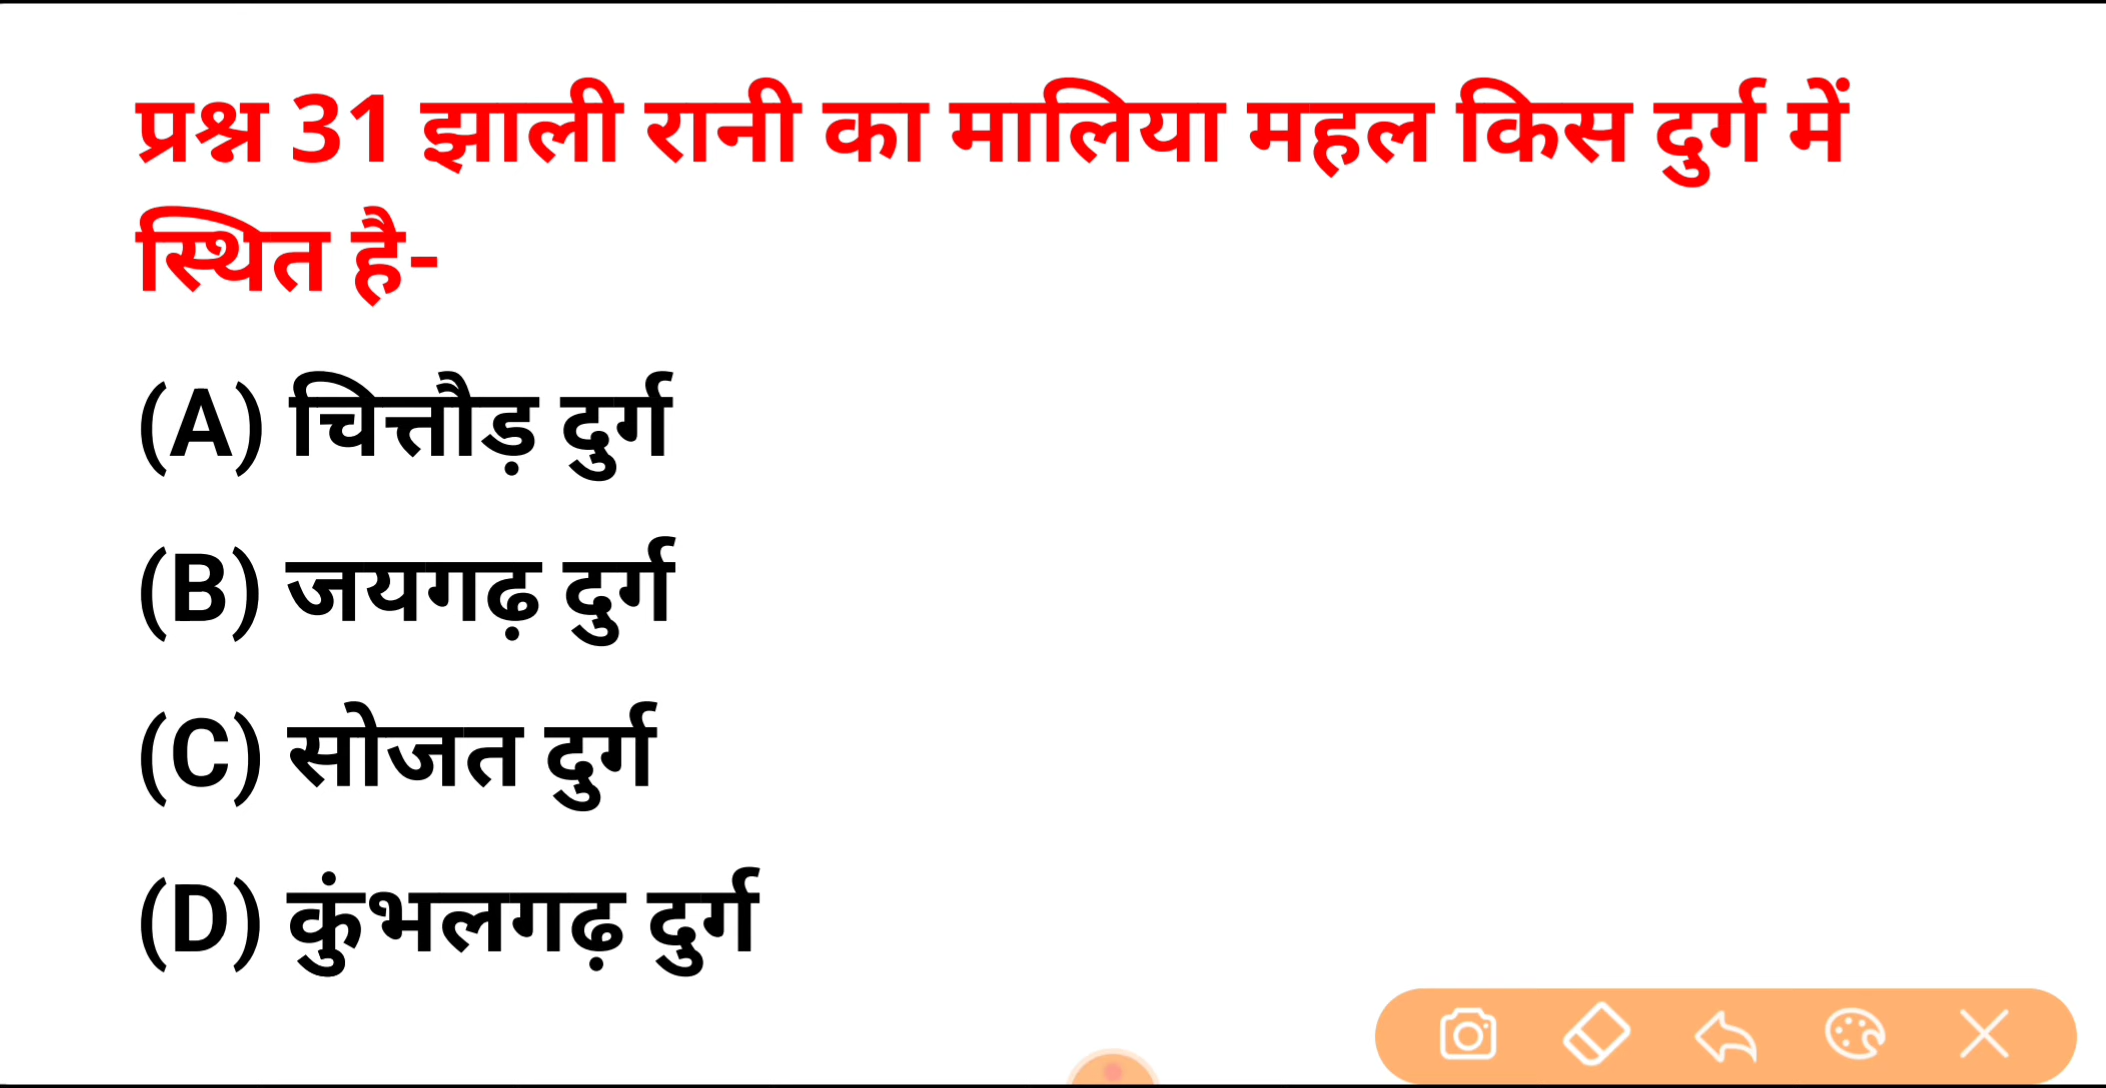 प्रश्न 31 झाली रानी का मालिया महल किस दुर्ग में
स्थित है-
(A) चित्तौड़ दुर्ग
(B) जयगढ़ दुर्ग
(C) सोजत दुर्ग
(D) कुंभलगढ़ दुर्ग